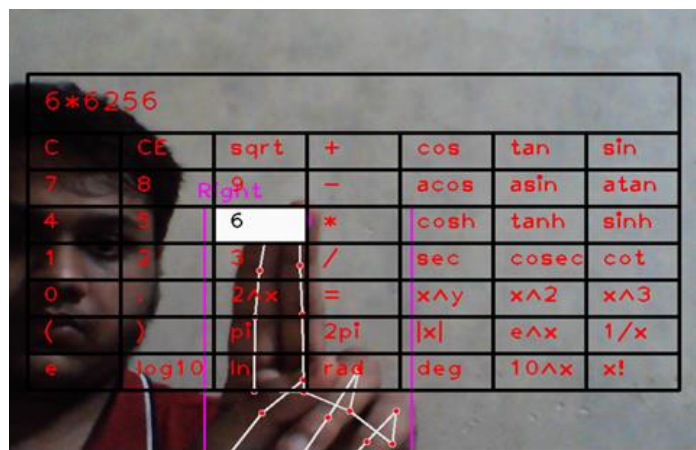 6*6256
C CE sqrt + cos tan sin
7 8 9 - acos asin atan
Right
4 5 6 * cosh tanh sinh
1 2 3 / sec cosec cot
0 . 2^x = x^y x^2 x^3
( ) pi 2pi |x| e^x 1/x
e log10 ln rad deg 10^x x!